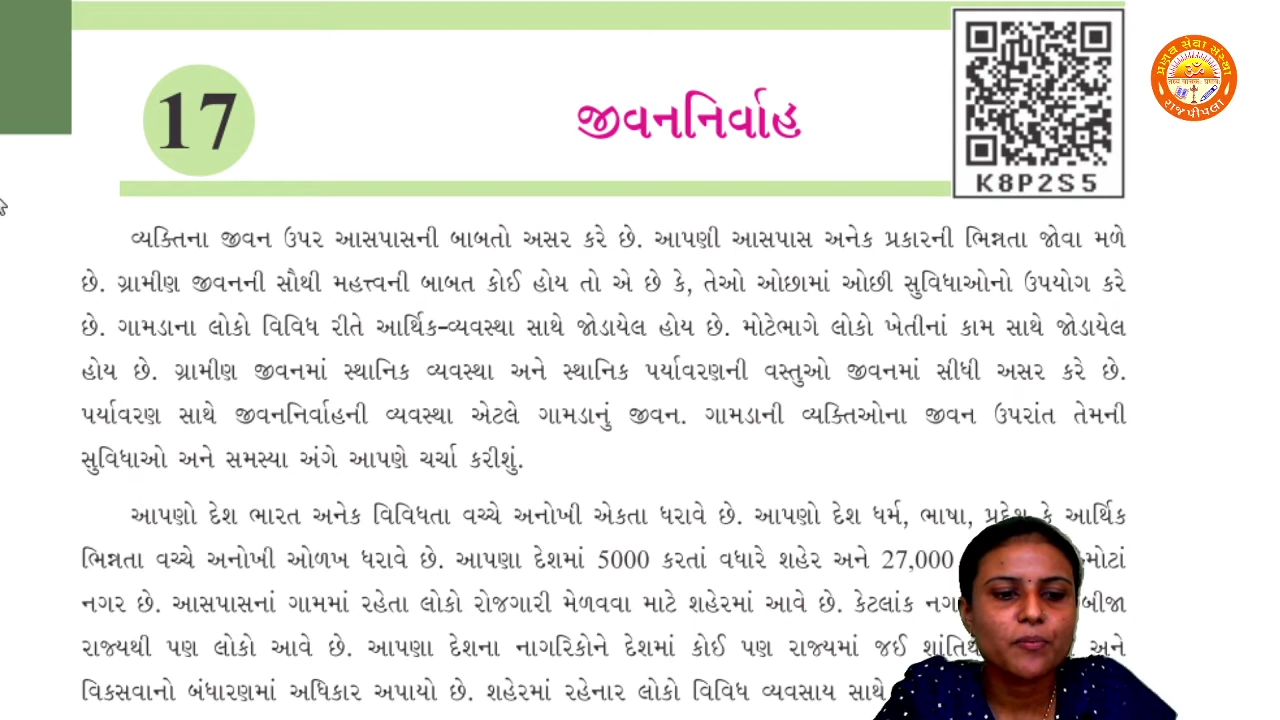 17
જીવનનિર્વાહ
K8P2S5
પ્રણવ સેવા સંસ્થા
રાજપીપલા
વ્યક્તિના જીવન ઉપર આસપાસની બાબતો અસર કરે છે. આપણી આસપાસ અનેક પ્રકારની ભિન્નતા જોવા મળે
છે. ગ્રામીણ જીવનની સૌથી મહત્ત્વની બાબત કોઈ હોય તો એ છે કે, તેઓ ઓછામાં ઓછી સુવિધાઓનો ઉપયોગ કરે
છે. ગામડાના લોકો વિવિધ રીતે આર્થિક-વ્યવસ્થા સાથે જોડાયેલ હોય છે. મોટેભાગે લોકો ખેતીનાં કામ સાથે જોડાયેલ
હોય છે. ગ્રામીણ જીવનમાં સ્થાનિક વ્યવસ્થા અને સ્થાનિક પર્યાવરણની વસ્તુઓ જીવનમાં સીધી અસર કરે છે.
પર્યાવરણ સાથે જીવનનિર્વાહની વ્યવસ્થા એટલે ગામડાનું જીવન. ગામડાની વ્યક્તિઓના જીવન ઉપરાંત તેમની
સુવિધાઓ અને સમસ્યા અંગે આપણે ચર્ચા કરીશું.
આપણો દેશ ભારત અનેક વિવિધતા વચ્ચે અનોખી એકતા ધરાવે છે. આપણો દેશ ધર્મ, ભાષા, પ્રદેશ કે આર્થિક
ભિન્નતા વચ્ચે અનોખી ઓળખ ધરાવે છે. આપણા દેશમાં 5000 કરતાં વધારે શહેર અને 27,000
નગર છે. આસપાસનાં ગામમાં રહેતા લોકો રોજગારી મેળવવા માટે શહેરમાં આવે છે. કેટલાંક બીજા
રાજ્યથી પણ લોકો આવે છે. આપણા દેશના નાગરિકોને દેશમાં કોઈ પણ રાજ્યમાં જઈ અને
વિકસવાનો બંધારણમાં અધિકાર અપાયો છે. શહેરમાં રહેનાર લોકો વિવિધ વ્યવસાય સાથે